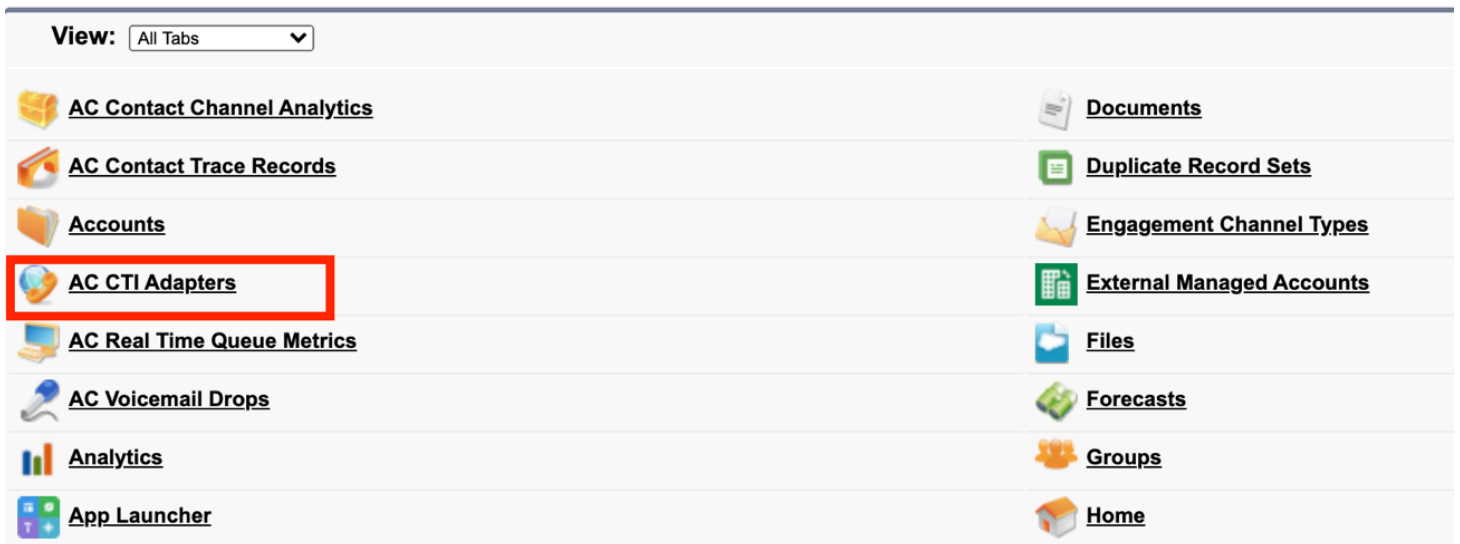 View: All Tabs
AC Contact Channel Analytics
AC Contact Trace Records
Accounts
AC CTI Adapters
AC Real Time Queue Metrics
AC Voicemail Drops
Analytics
App Launcher
Documents
Duplicate Record Sets
Engagement Channel Types
External Managed Accounts
Files
Forecasts
Groups
Home